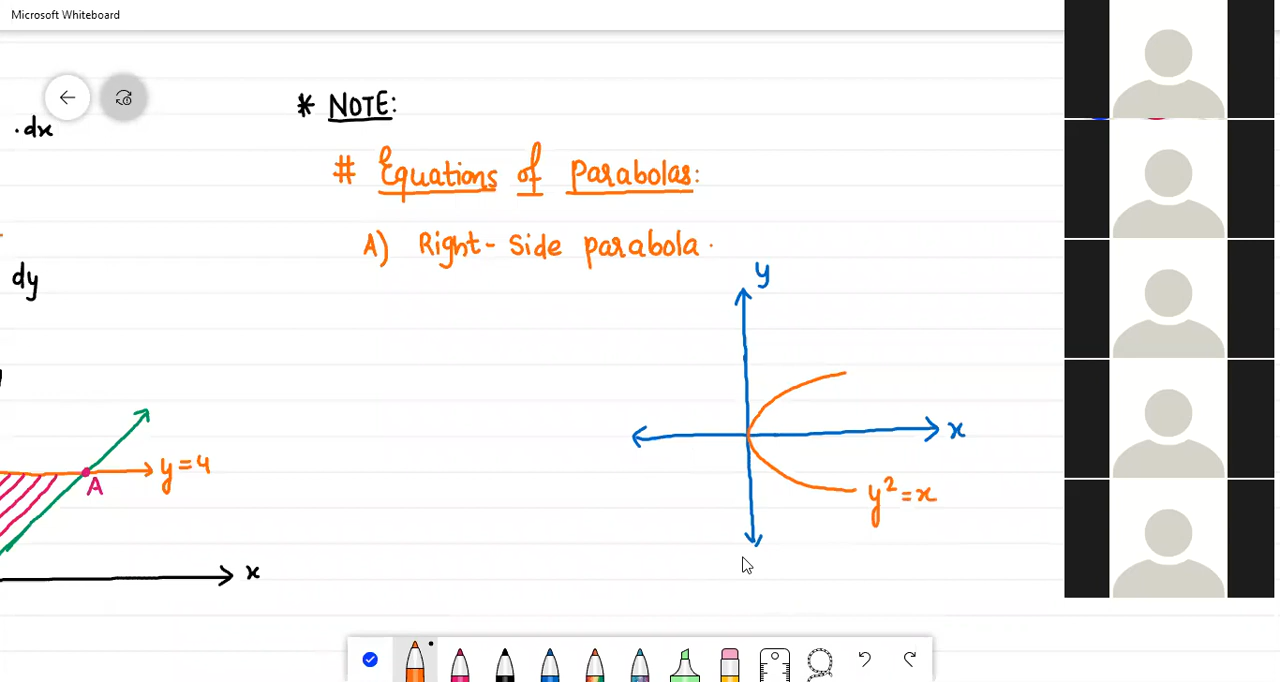 Microsoft Whiteboard
* NOTE:
.dx
# Equations of Parabolas:
A) Right-Side parabola.
y
dy
x
y=4
A
y²=x
x